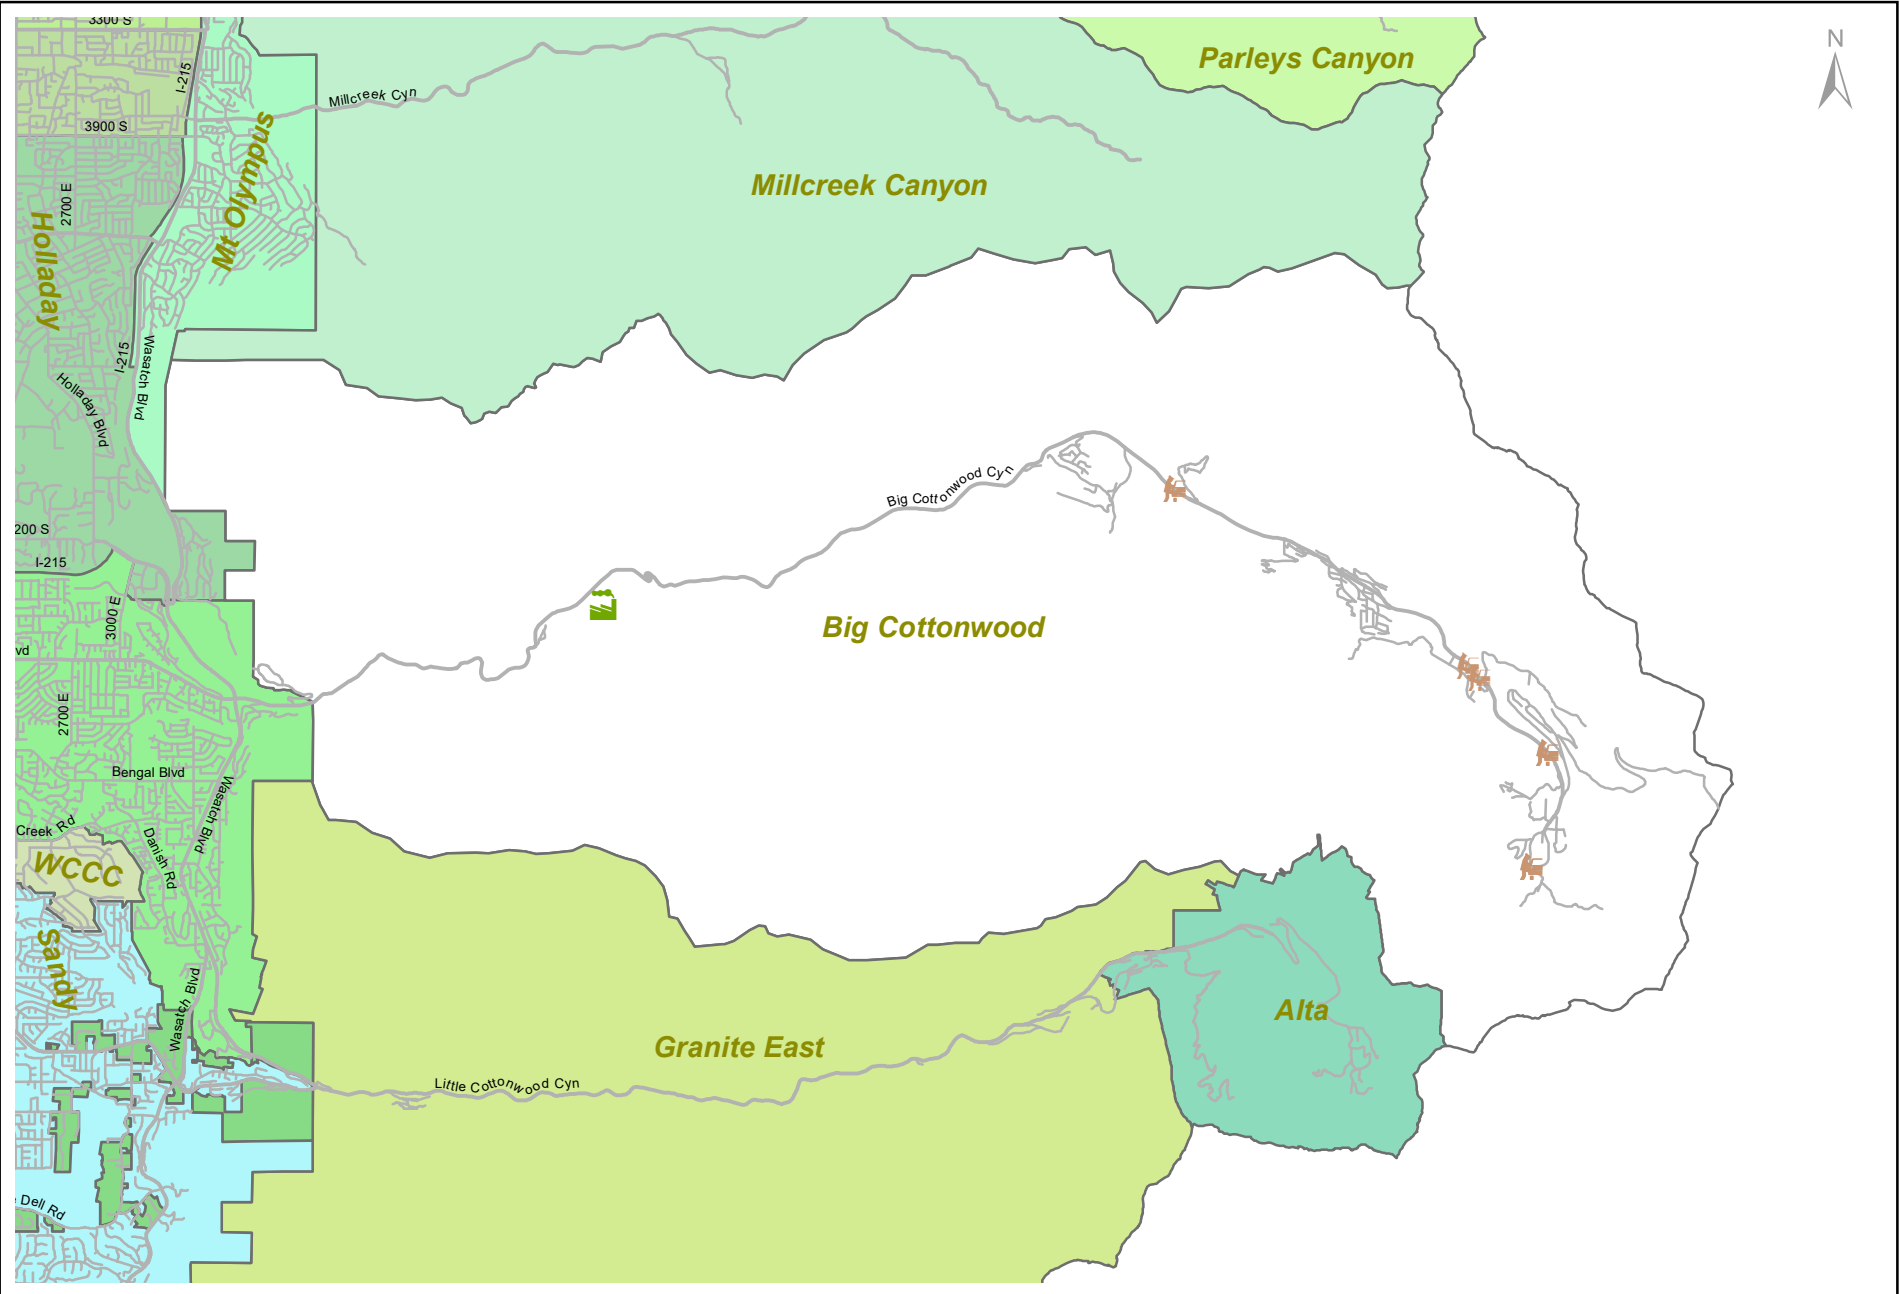 3300 S
Parleys Canyon
N
I-215
Millcreek Cyn
3900 S
Mt Olympus
Millcreek Canyon
2700 E
Holladay
I-215
Wasatch Blvd
Holladay Blvd
Big Cottonwood Cyn
200 S
I-215
3000 E
Big Cottonwood
vd
2700 E
Bengal Blvd
Wasatch Blvd
Creek Rd
Danish Rd
WCCC
Sandy
Wasatch Blvd
Alta
Granite East
Little Cottonwood Cyn
Dell Rd